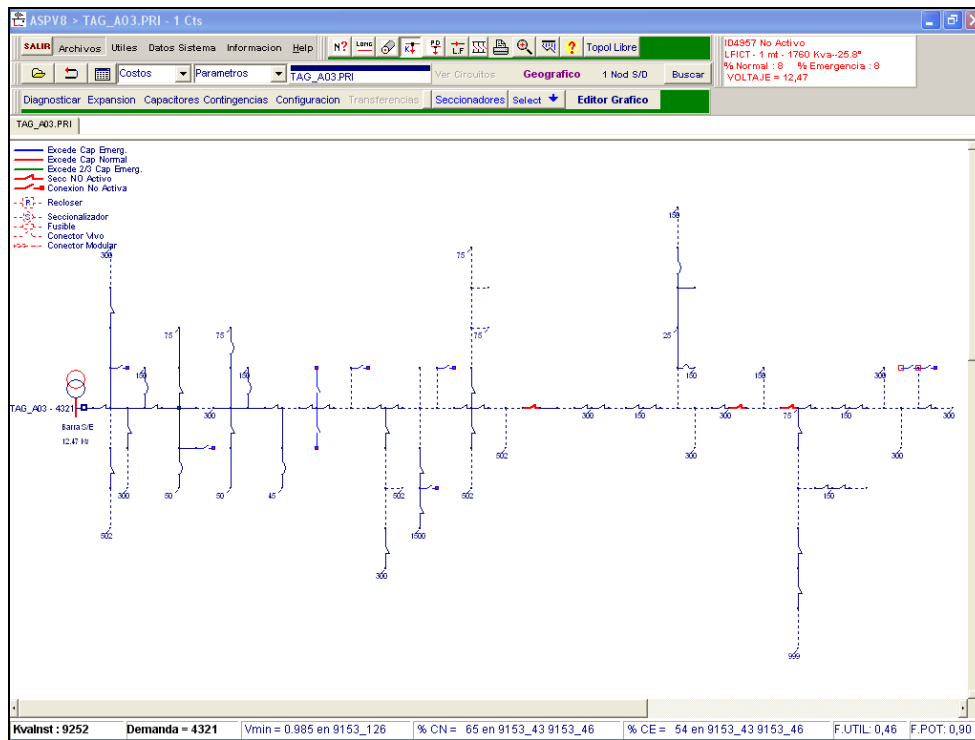 ASPV8 > TAG_A03.PRI - 1 Cts
SALIR Archivos Utiles Datos Sistema Informacion Help N? LONG L.F Topol Libre
Costos Parametros TAG_A03.PRI Ver Circuitos Geografico 1 Nod S/D Buscar
Diagnosticar Expansion Capacitores Contingencias Configuracion Transferencias Seccionadores Select Editor Grafico
ID4957 No Activo
LFICT - 1 mt - 1760 Kva--25.8°
% Normal : 8 % Emergencia : 8
VOLTAJE = 12,47
TAG_A03.PRI
Excede Cap Emerg.
Excede Cap Normal
Excede 2/3 Cap Emerg.
Secc NO Activo
Conexion No Activa
R Recloser
S Seccionalizador
Fusible
Conector Vivo
Conector Modular
300
75
150
75
75
25
150 75 75 150 150 150 150 300
TAG_A03 - 4321 300 300 150 150 300 75 150 300
Barra S/E
12.47 kV
502 300 300
300 50 50 45 502 502 150
502 1500
300
999
KvaInst : 9252 Demanda = 4321 Vmin = 0.985 en 9153_126 % CN = 65 en 9153_43 9153_46 % CE = 54 en 9153_43 9153_46 F.UTIL: 0,46 F.POT: 0,90